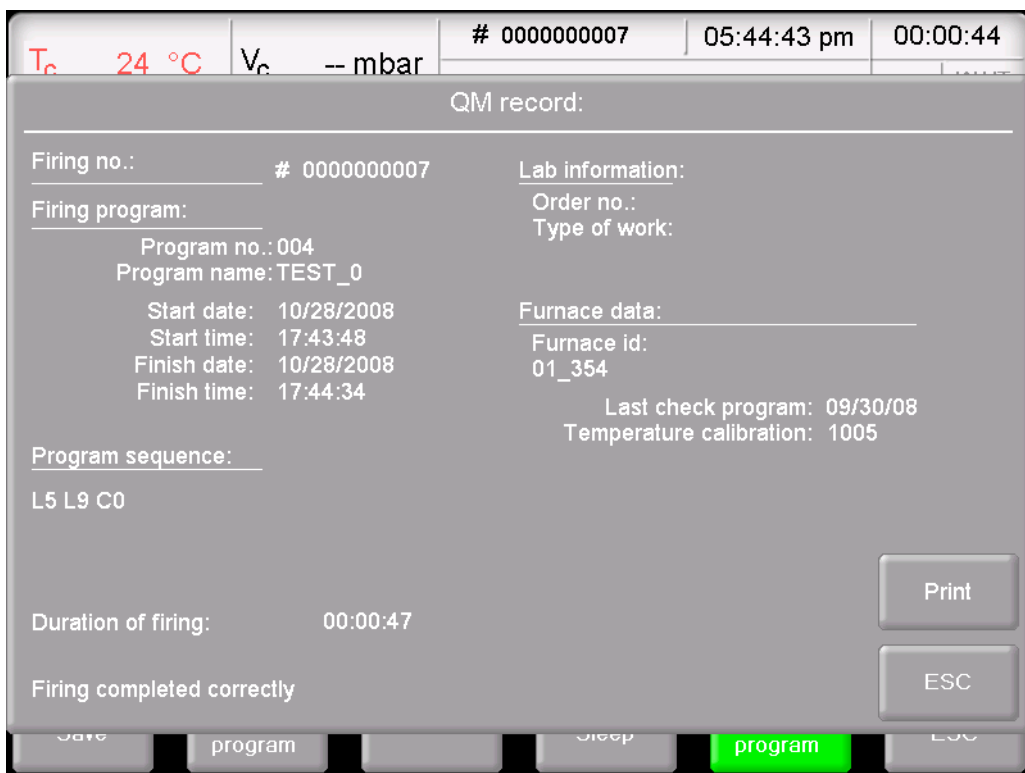 # 0000000007
05:44:43 pm
00:00:44
Tc 24 °C
Vc -- mbar
QM record:
Firing no.: # 0000000007
Firing program:
Program no.: 004
Program name: TEST_0
Start date: 10/28/2008
Start time: 17:43:48
Finish date: 10/28/2008
Finish time: 17:44:34
Program sequence:
L5 L9 C0
Duration of firing: 00:00:47
Firing completed correctly
Lab information:
Order no.:
Type of work:
Furnace data:
Furnace id:
01_354
Last check program: 09/30/08
Temperature calibration: 1005
Print
ESC
Save
program
Sleep
program
ESC